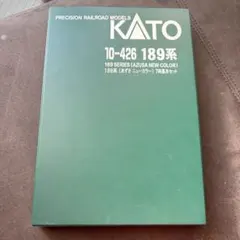 PRECISION RAILROAD MODELS
KATO
10-426 189系
189 SERIES (AZUSA NEW COLOR)
189系〈あずさ ニューカラー〉7両基本セット